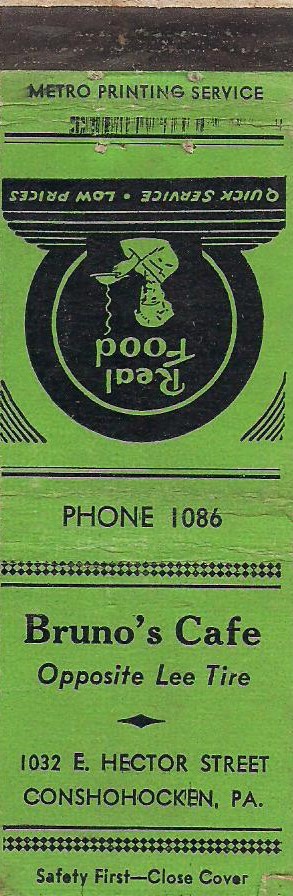 METRO PRINTING SERVICE
QUICK SERVICE • LOW PRICES
Real
Food
PHONE 1086
Bruno's Cafe
Opposite Lee Tire
1032 E. HECTOR STREET
CONSHOHOCKEN, PA.
Safety First—Close Cover